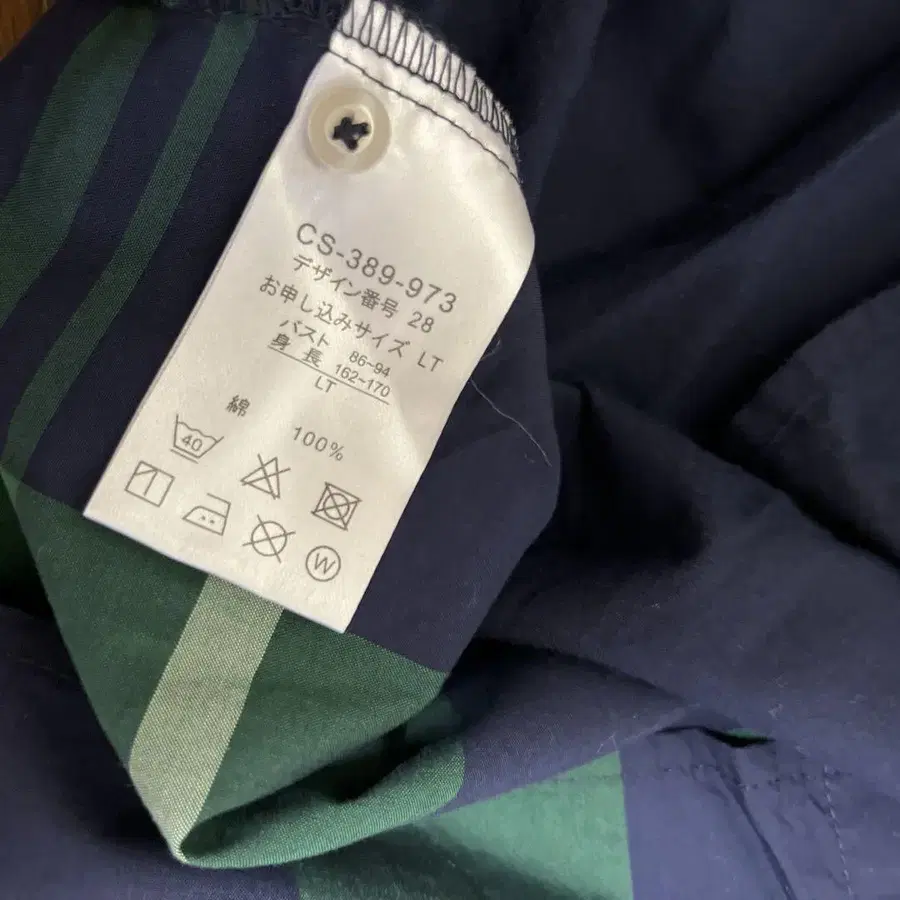 CS-389-973
デザイン番号 28
お申し込みサイズ LT
バスト 86~94
身長 162~170
LT
綿 100%
40
W